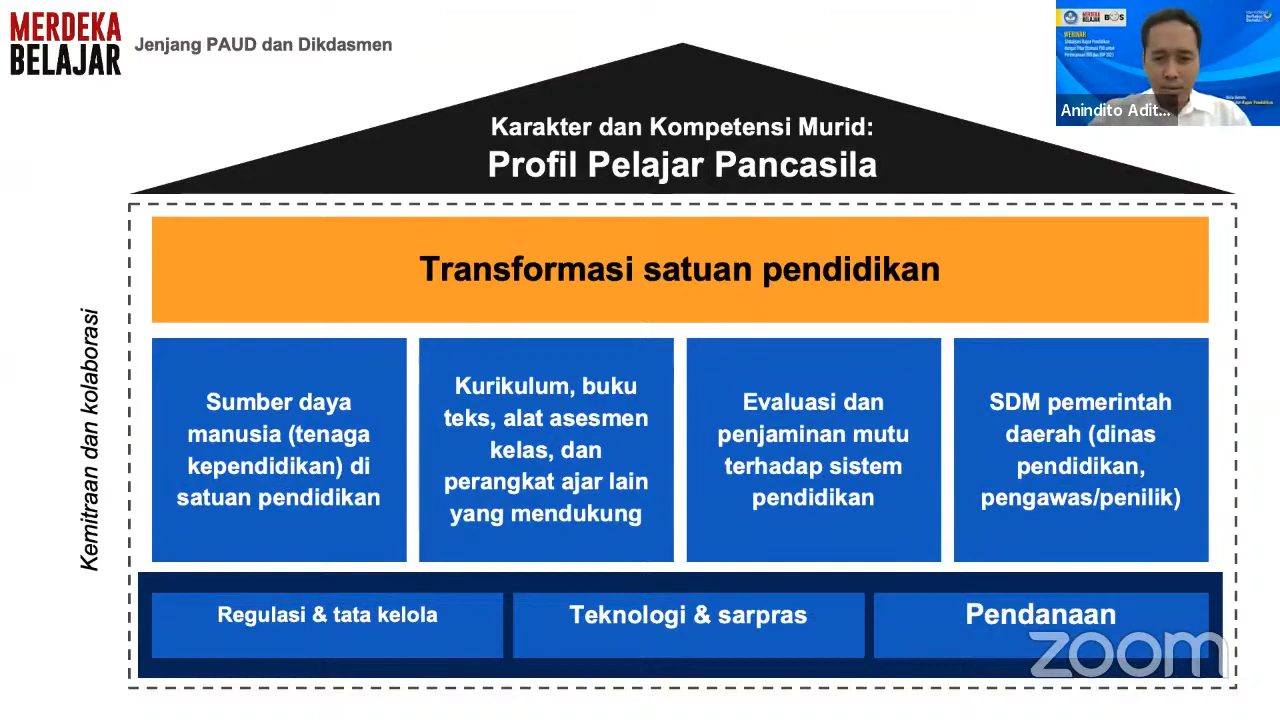 MERDEKA
BELAJAR
Jenjang PAUD dan Dikdasmen
Karakter dan Kompetensi Murid:
Profil Pelajar Pancasila
Transformasi satuan pendidikan
Kemitraan dan kolaborasi
Sumber daya
manusia (tenaga
kependidikan) di
satuan pendidikan
Kurikulum, buku
teks, alat asesmen
kelas, dan
perangkat ajar lain
yang mendukung
Evaluasi dan
penjaminan mutu
terhadap sistem
pendidikan
SDM pemerintah
daerah (dinas
pendidikan,
pengawas/penilik)
Regulasi & tata kelola
Teknologi & sarpras
Pendanaan
zoom
MERDEKA
BELAJAR
WEBINAR
Anindito Adit...